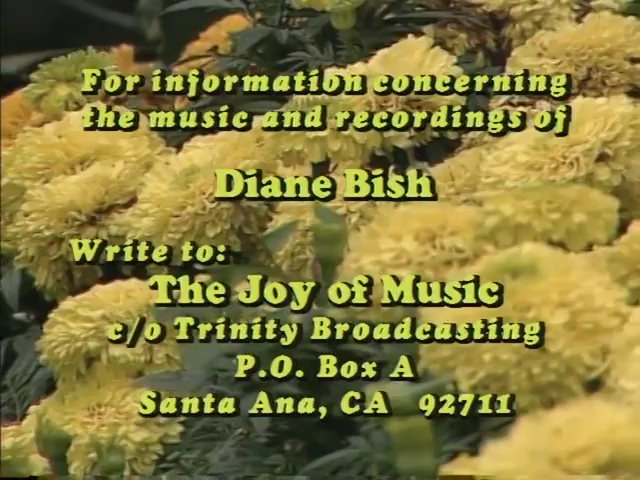 For information concerning
the music and recordings of
Diane Bish
Write to:
The Joy of Music
c/o Trinity Broadcasting
P.O. Box A
Santa Ana, CA 92711